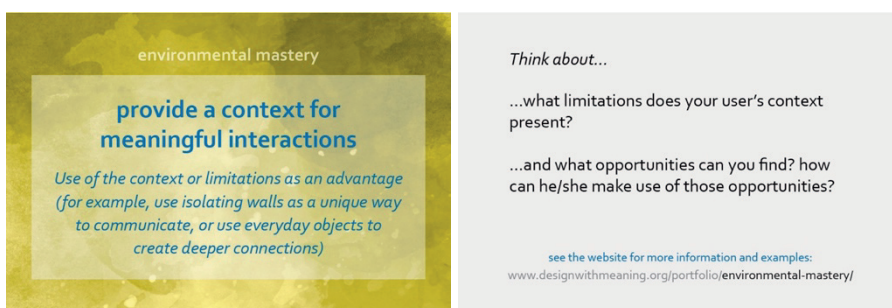 environmental mastery
provide a context for
meaningful interactions
Use of the context or limitations as an advantage
(for example, use isolating walls as a unique way
to communicate, or use everyday objects to
create deeper connections)
Think about...
...what limitations does your user's context
present?
...and what opportunities can you find? how
can he/she make use of those opportunities?
see the website for more information and examples:
www.designwithmeaning.org/portfolio/environmental-mastery/